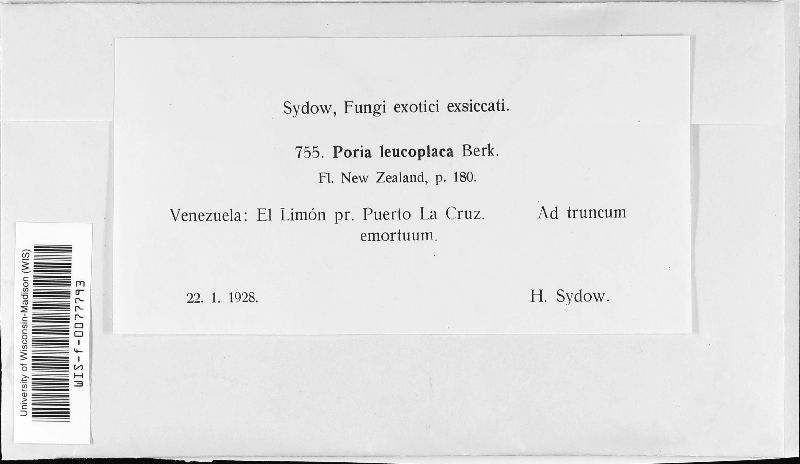 Sydow, Fungi exotici exsiccati.
755. Poria leucoplaca Berk.
Fl. New Zealand, p. 180.
Venezuela: El Limón pr. Puerto La Cruz. Ad truncum
emortuum.
22. 1. 1928. H. Sydow.
University of Wisconsin-Madison (WIS)
WIS-f-0077793